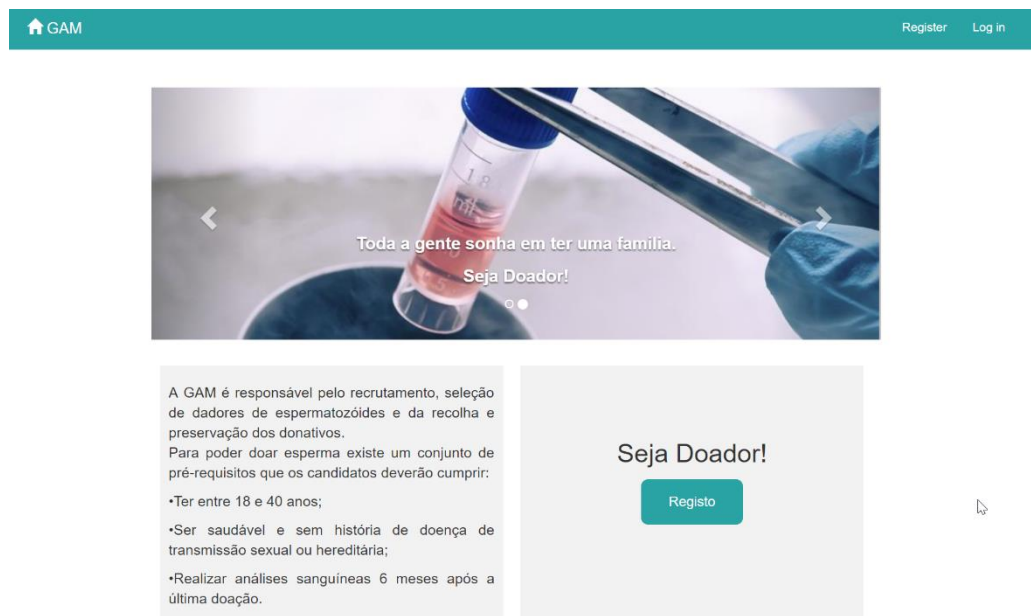 GAM
Register Log in
Toda a gente sonha em ter uma familia.
Seja Doador!
A GAM é responsável pelo recrutamento, seleção
de dadores de espermatozóides e da recolha e
preservação dos donativos.
Para poder doar esperma existe um conjunto de
pré-requisitos que os candidatos deverão cumprir:
•Ter entre 18 e 40 anos;
•Ser saudável e sem história de doença de
transmissão sexual ou hereditária;
•Realizar análises sanguíneas 6 meses após a
última doação.
Seja Doador!
Registo